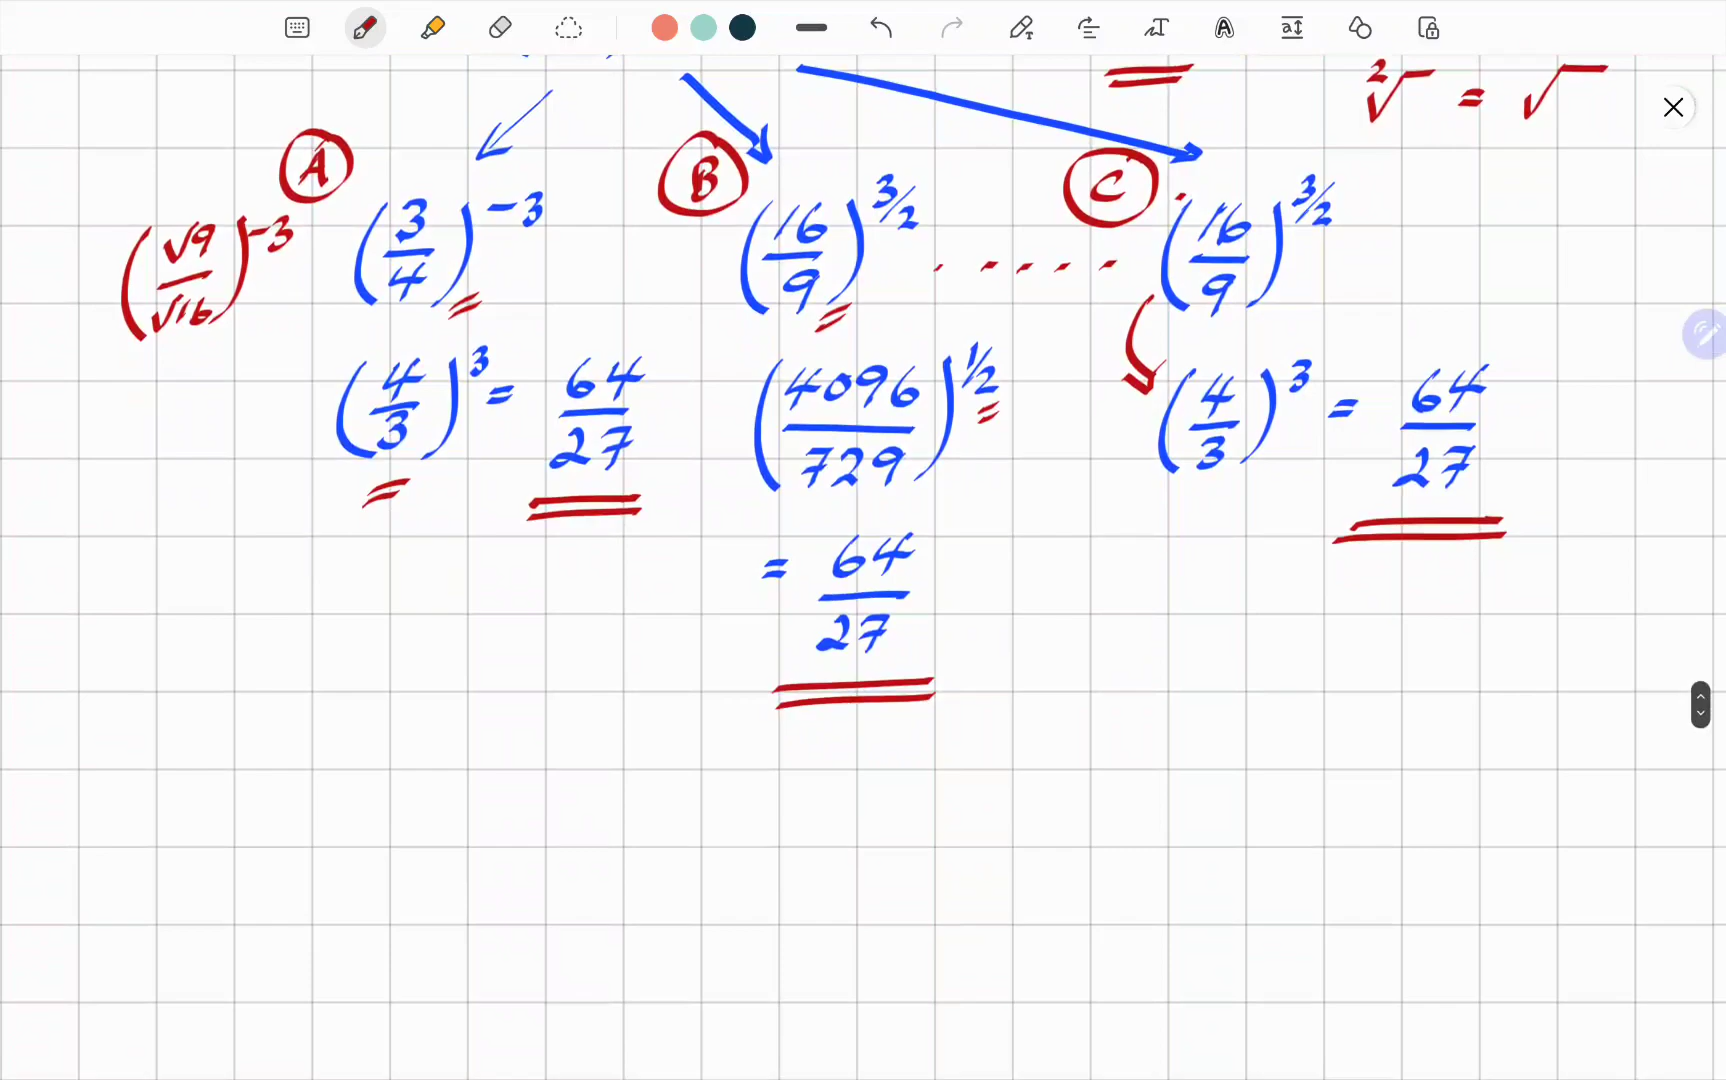 ²√ = √
A
B
C
(√9/√16)^-3 (3/4)^-3
(16/9)^3/2 . . . . .
(16/9)^3/2
(4/3)^3 = 64/27
(4096/729)^1/2
= 64/27
(4/3)^3 = 64/27